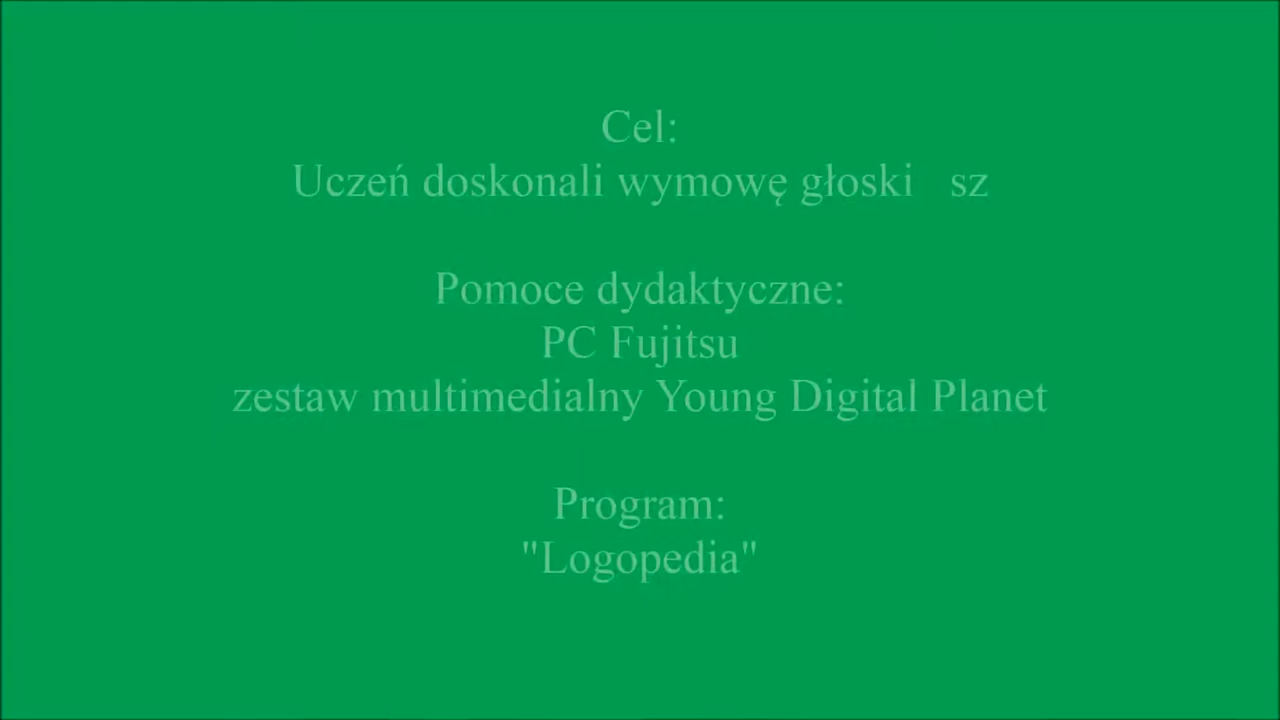 Cel:
Uczeń doskonali wymowę głoski sz
Pomoce dydaktyczne:
PC Fujitsu
zestaw multimedialny Young Digital Planet
Program:
"Logopedia"